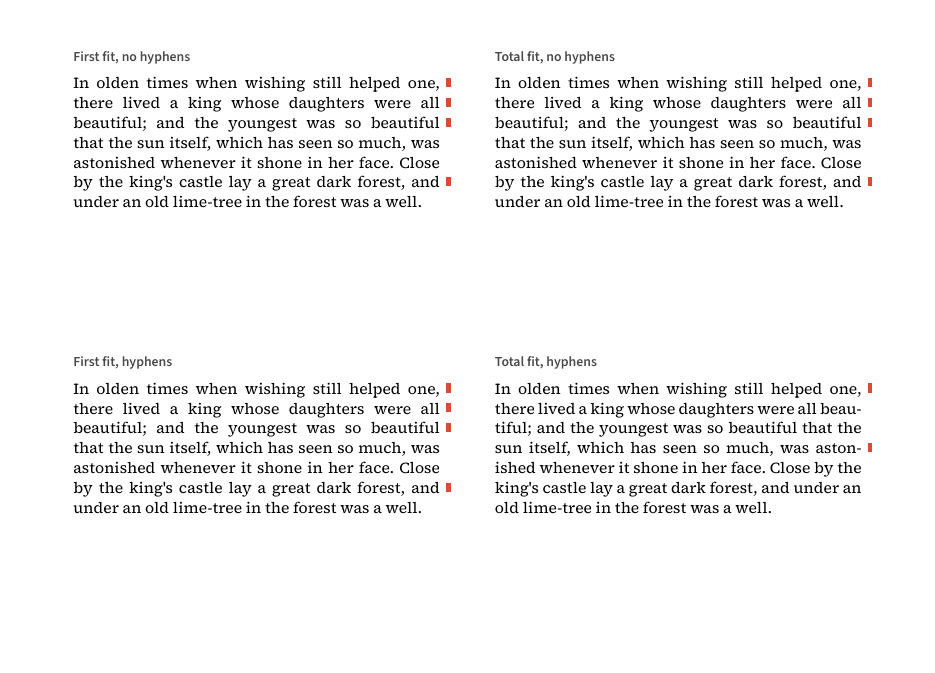 First fit, no hyphens
In olden times when wishing still helped one,
there lived a king whose daughters were all
beautiful; and the youngest was so beautiful
that the sun itself, which has seen so much, was
astonished whenever it shone in her face. Close
by the king's castle lay a great dark forest, and
under an old lime-tree in the forest was a well.
Total fit, no hyphens
In olden times when wishing still helped one,
there lived a king whose daughters were all
beautiful; and the youngest was so beautiful
that the sun itself, which has seen so much, was
astonished whenever it shone in her face. Close
by the king's castle lay a great dark forest, and
under an old lime-tree in the forest was a well.
First fit, hyphens
In olden times when wishing still helped one,
there lived a king whose daughters were all
beautiful; and the youngest was so beautiful
that the sun itself, which has seen so much, was
astonished whenever it shone in her face. Close
by the king's castle lay a great dark forest, and
under an old lime-tree in the forest was a well.
Total fit, hyphens
In olden times when wishing still helped one,
there lived a king whose daughters were all beau-
tiful; and the youngest was so beautiful that the
sun itself, which has seen so much, was aston-
ished whenever it shone in her face. Close by the
king's castle lay a great dark forest, and under an
old lime-tree in the forest was a well.